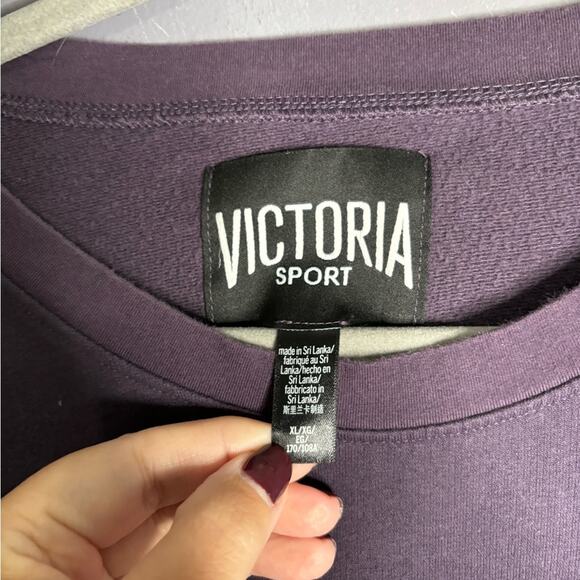 VICTORIA
SPORT
made in Sri Lanka/
fabriqué au Sri
Lanka/hecho en
Sri Lanka/
fabbricato in
Sri Lanka/
斯里兰卡制造
XL/XG/
EG/
170/108A